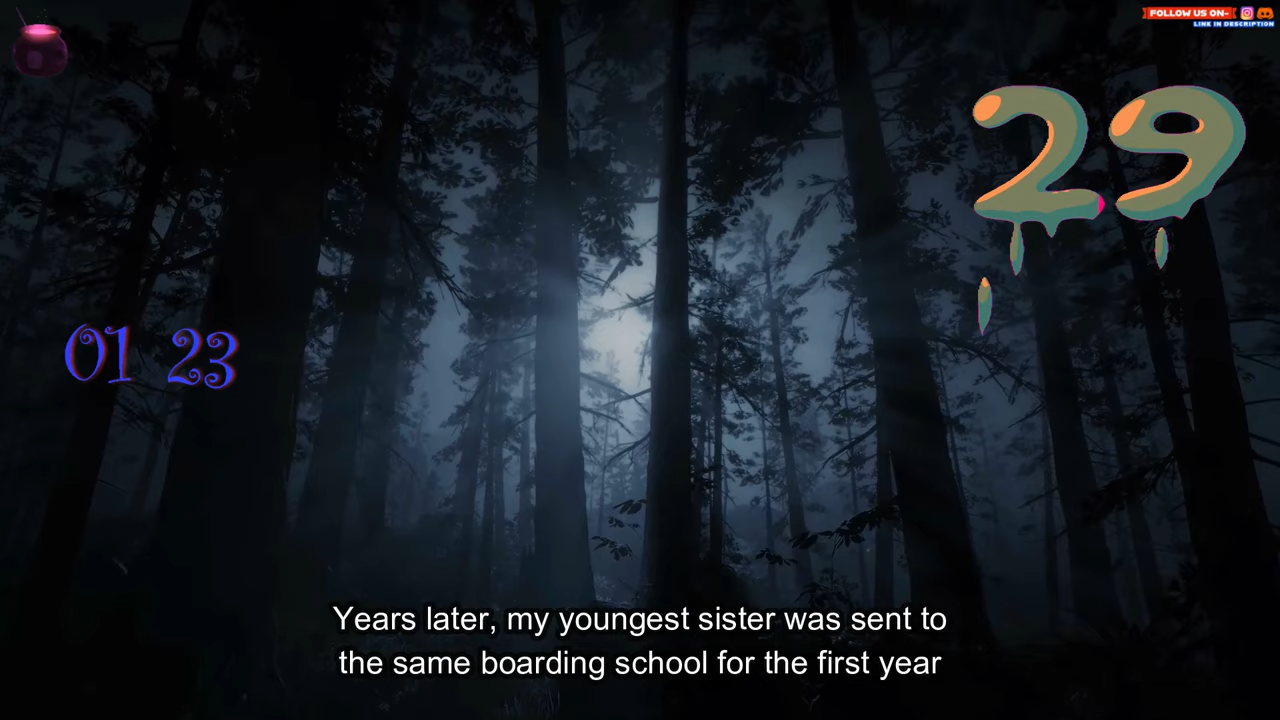 FOLLOW US ON-
LINK IN DESCRIPTION
29
01 23
Years later, my youngest sister was sent to
the same boarding school for the first year